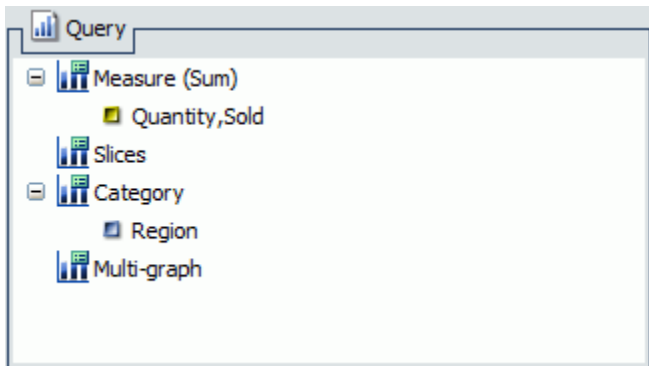 Query
Measure (Sum)
Quantity,Sold
Slices
Category
Region
Multi-graph